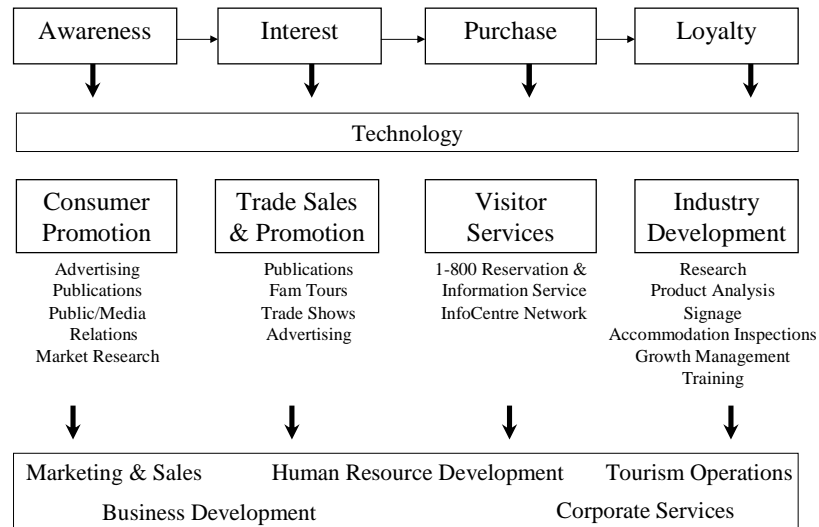 Awareness
Interest
Purchase
Loyalty
Technology
Consumer
Promotion
Advertising
Publications
Public/Media
Relations
Market Research
Trade Sales
& Promotion
Publications
Fam Tours
Trade Shows
Advertising
Visitor
Services
1-800 Reservation &
Information Service
InfoCentre Network
Industry
Development
Research
Product Analysis
Signage
Accommodation Inspections
Growth Management
Training
Marketing & Sales
Human Resource Development
Tourism Operations
Business Development
Corporate Services